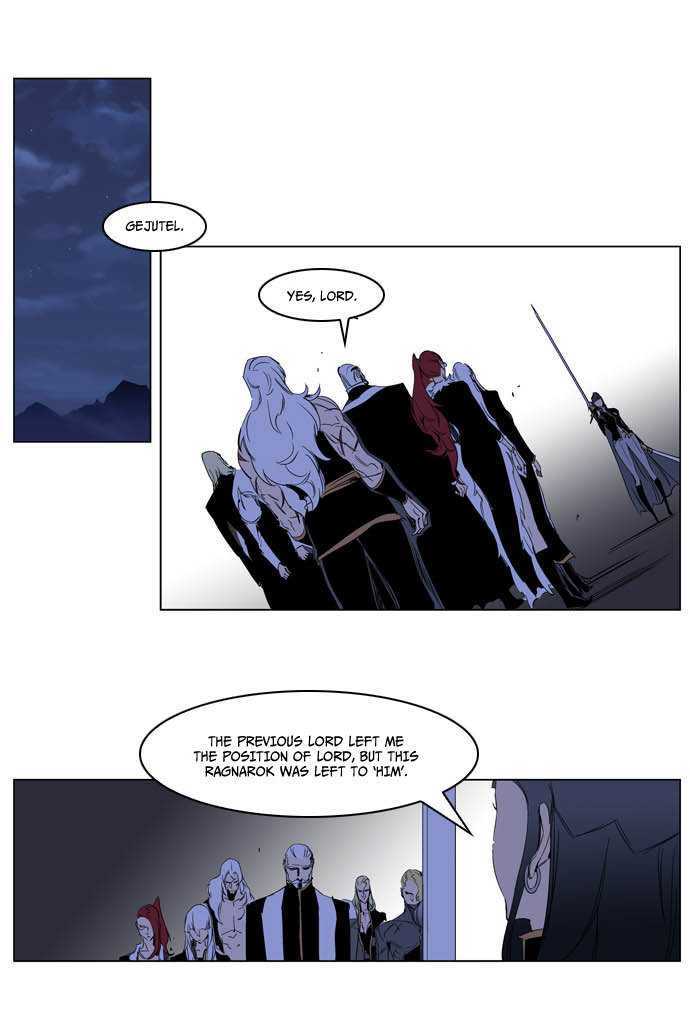 GEJUTEL.
YES, LORD.
THE PREVIOUS LORD LEFT ME
THE POSITION OF LORD, BUT THIS
RAGNAROK WAS LEFT TO 'HIM'.